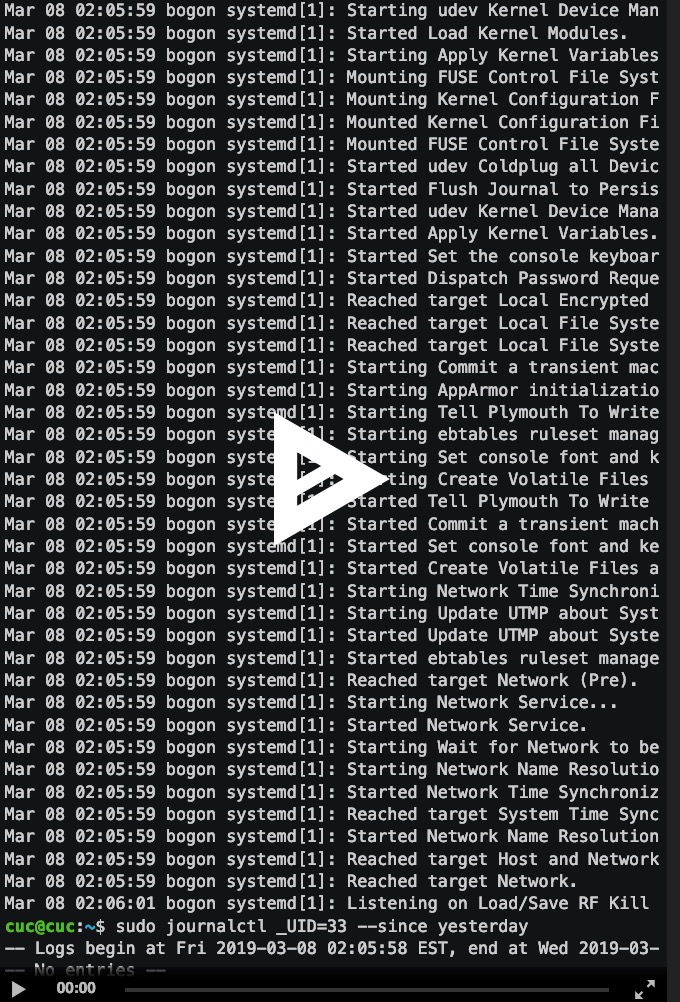 Mar 08 02:05:59 bogon systemd[1]: Starting udev Kernel Device Man
Mar 08 02:05:59 bogon systemd[1]: Started Load Kernel Modules.
Mar 08 02:05:59 bogon systemd[1]: Starting Apply Kernel Variables
Mar 08 02:05:59 bogon systemd[1]: Mounting FUSE Control File Syst
Mar 08 02:05:59 bogon systemd[1]: Mounting Kernel Configuration F
Mar 08 02:05:59 bogon systemd[1]: Mounted Kernel Configuration Fi
Mar 08 02:05:59 bogon systemd[1]: Mounted FUSE Control File Syste
Mar 08 02:05:59 bogon systemd[1]: Started udev Coldplug all Devic
Mar 08 02:05:59 bogon systemd[1]: Started Flush Journal to Persis
Mar 08 02:05:59 bogon systemd[1]: Started udev Kernel Device Mana
Mar 08 02:05:59 bogon systemd[1]: Started Apply Kernel Variables.
Mar 08 02:05:59 bogon systemd[1]: Started Set the console keyboar
Mar 08 02:05:59 bogon systemd[1]: Started Dispatch Password Reque
Mar 08 02:05:59 bogon systemd[1]: Reached target Local Encrypted
Mar 08 02:05:59 bogon systemd[1]: Reached target Local File Syste
Mar 08 02:05:59 bogon systemd[1]: Reached target Local File Syste
Mar 08 02:05:59 bogon systemd[1]: Starting Commit a transient mac
Mar 08 02:05:59 bogon systemd[1]: Starting AppArmor initializatio
Mar 08 02:05:59 bogon systemd[1]: Starting Tell Plymouth To Write
Mar 08 02:05:59 bogon Starting ebtables ruleset manag
Mar 08 02:05:59 bogon Starting Set console font and k
Mar 08 02:05:59 bogon Create Volatile Files
Mar 08 02:05:59 bogon Tell Plymouth To Write
Mar 08 02:05:59 bogon Started Commit a transient mach
Mar 08 02:05:59 bogon systemd[1]: Started Set console font and ke
Mar 08 02:05:59 bogon systemd[1]: Started Create Volatile Files a
Mar 08 02:05:59 bogon systemd[1]: Starting Network Time Synchroni
Mar 08 02:05:59 bogon systemd[1]: Starting Update UTMP about Syst
Mar 08 02:05:59 bogon systemd[1]: Started Update UTMP about Syste
Mar 08 02:05:59 bogon systemd[1]: Started ebtables ruleset manage
Mar 08 02:05:59 bogon systemd[1]: Reached target Network (Pre).
Mar 08 02:05:59 bogon systemd[1]: Starting Network Service...
Mar 08 02:05:59 bogon systemd[1]: Started Network Service.
Mar 08 02:05:59 bogon systemd[1]: Starting Wait for Network to be
Mar 08 02:05:59 bogon systemd[1]: Starting Network Name Resolutio
Mar 08 02:05:59 bogon systemd[1]: Started Network Time Synchroniz
Mar 08 02:05:59 bogon systemd[1]: Reached target System Time Sync
Mar 08 02:05:59 bogon systemd[1]: Started Network Name Resolution
Mar 08 02:05:59 bogon systemd[1]: Reached target Host and Network
Mar 08 02:05:59 bogon systemd[1]: Reached target Network.
Mar 08 02:06:01 bogon systemd[1]: Listening on Load/Save RF Kill
cuc@cuc:~$ sudo journalctl _UID=33 --since yesterday
-- Logs begin at Fri 2019-03-08 02:05:58 EST, end at Wed 2019-03-
-- No entries --
00:00